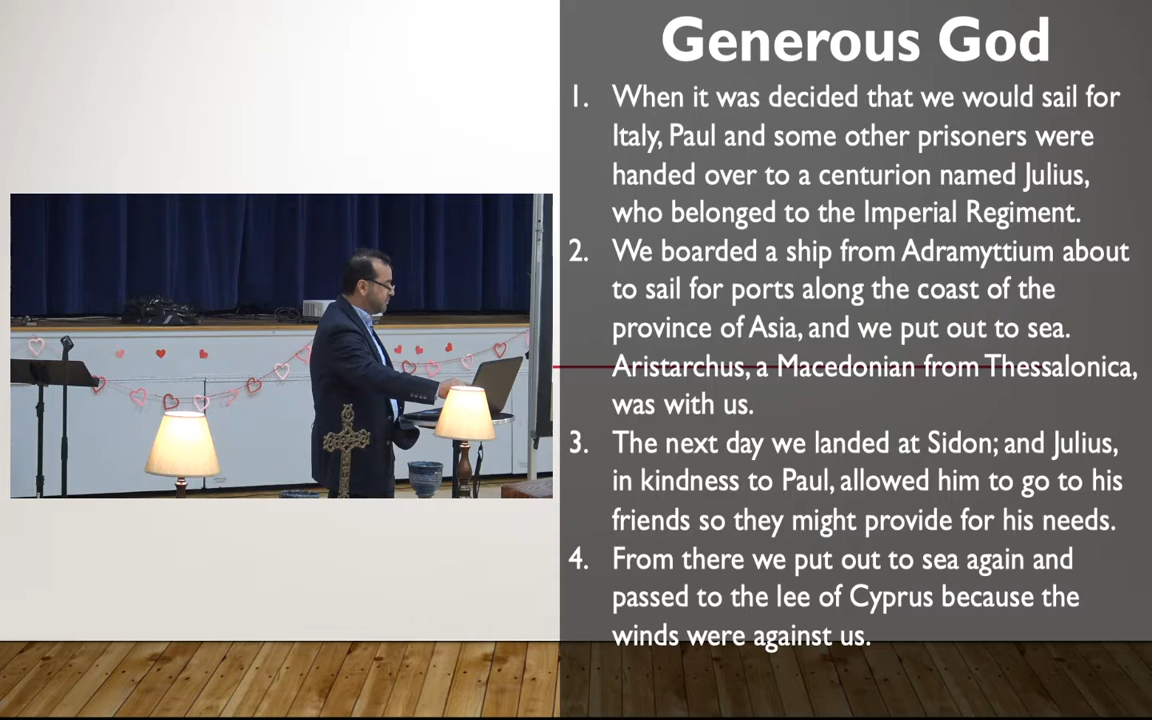 Generous God
1. When it was decided that we would sail for
Italy, Paul and some other prisoners were
handed over to a centurion named Julius,
who belonged to the Imperial Regiment.
2. We boarded a ship from Adramyttium about
to sail for ports along the coast of the
province of Asia, and we put out to sea.
Aristarchus, a Macedonian from Thessalonica,
was with us.
3. The next day we landed at Sidon; and Julius,
in kindness to Paul, allowed him to go to his
friends so they might provide for his needs.
4. From there we put out to sea again and
passed to the lee of Cyprus because the
winds were against us.